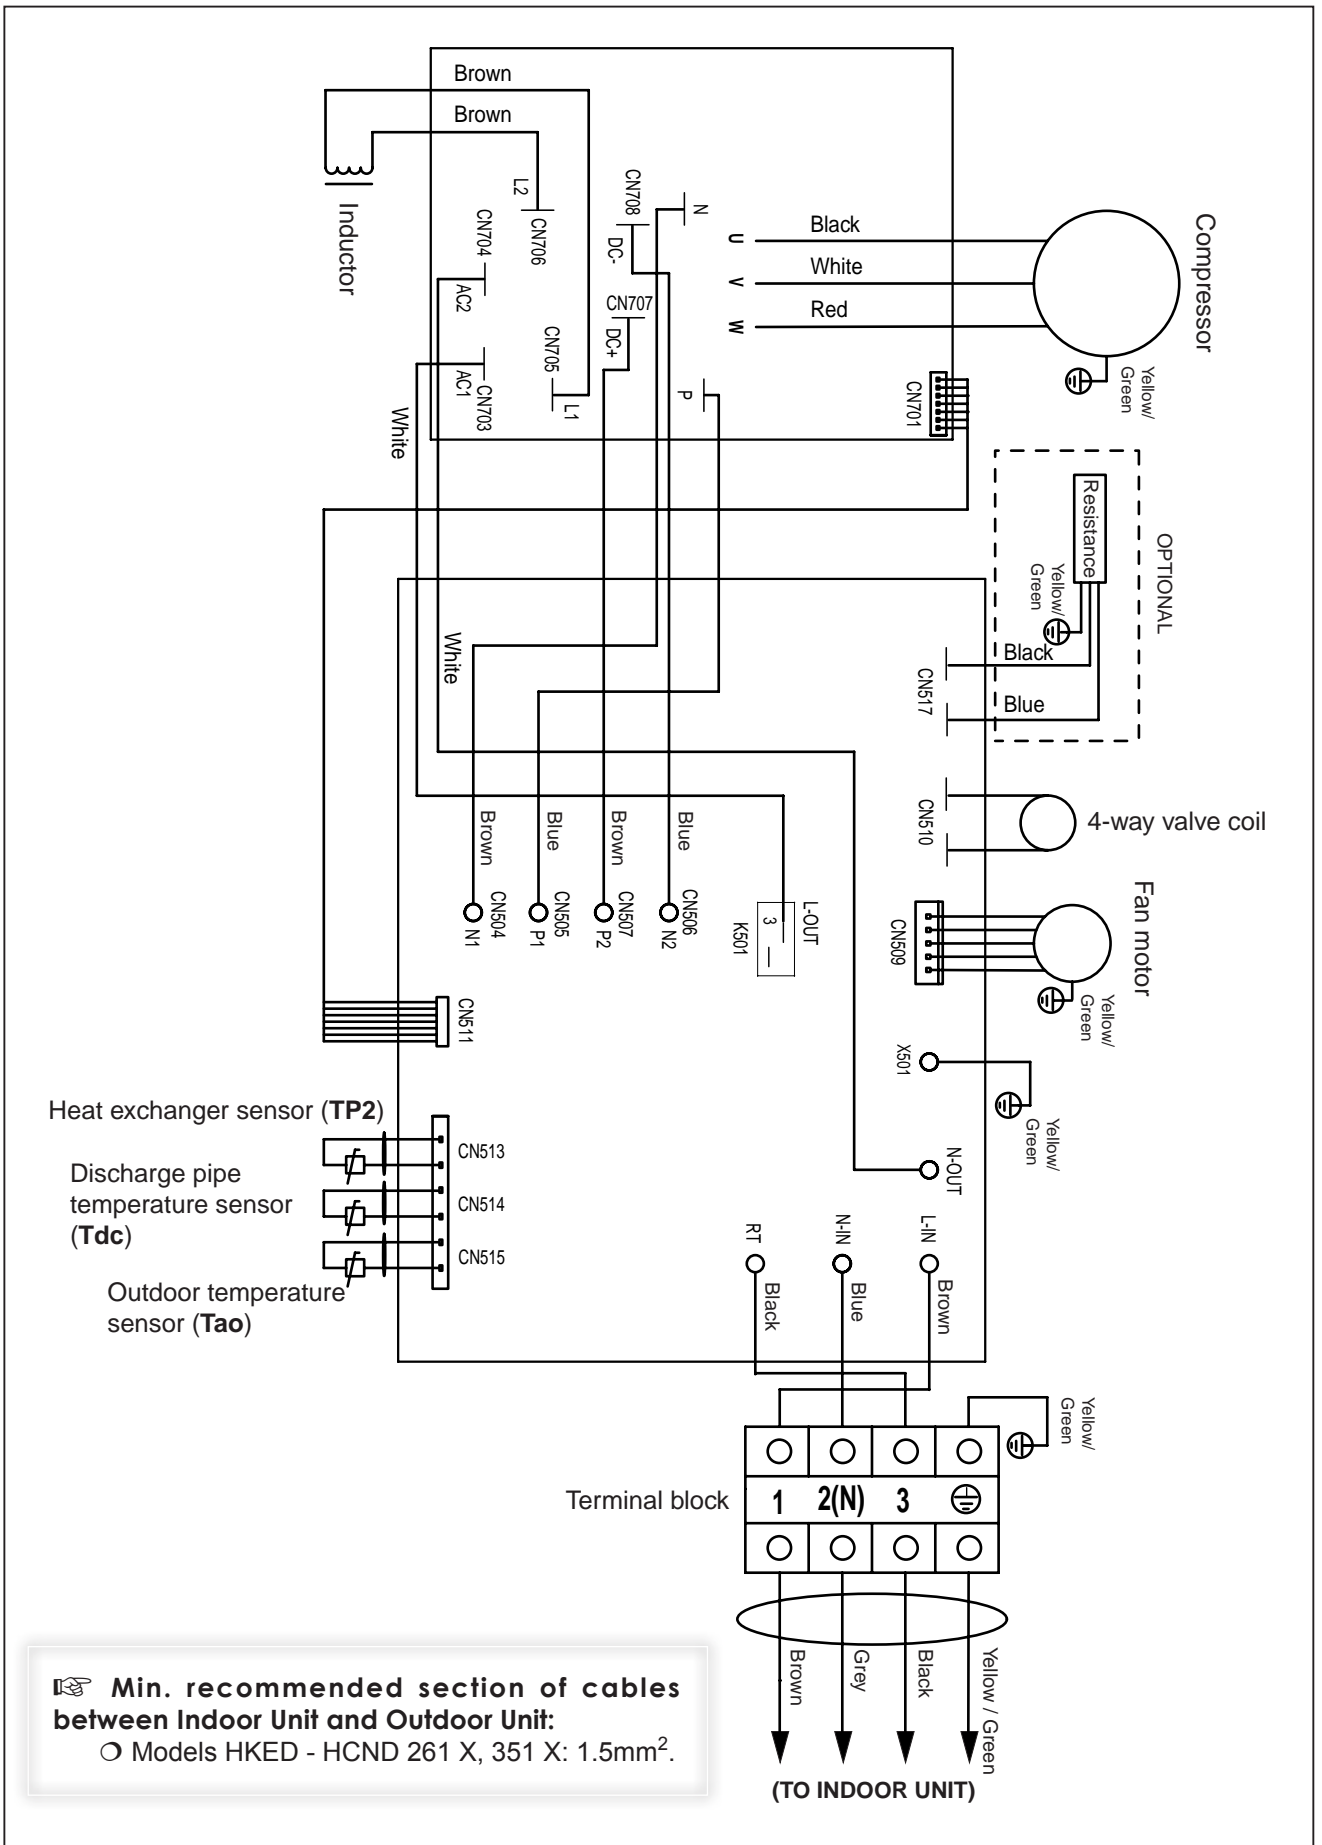 Brown
Brown
Inductor
L2
CN706
CN704
AC2
CN703
AC1
CN705
L1
CN708
DC-
CN707
DC+
N
P
U
V
W
Black
White
Red
Compressor
Yellow/
Green
CN701
White
White
OPTIONAL
Resistance
Yellow/
Green
Black
Blue
CN517
CN510
4-way valve coil
Fan motor
CN509
Yellow/
Green
Brown
Blue
Brown
Blue
CN504
N1
CN505
P1
CN507
P2
CN506
N2
L-OUT
3
K501
X501
Yellow/
Green
CN511
N-OUT
Heat exchanger sensor (TP2)
CN513
Discharge pipe
temperature sensor
(Tdc)
CN514
Outdoor temperature
sensor (Tao)
CN515
RT
N-IN
L-IN
Black
Blue
Brown
Yellow/
Green
Terminal block
1 2(N) 3
Brown
Grey
Black
Yellow / Green
(TO INDOOR UNIT)
☞ Min. recommended section of cables
between Indoor Unit and Outdoor Unit:
❍ Models HKED - HCND 261 X, 351 X: 1.5mm².